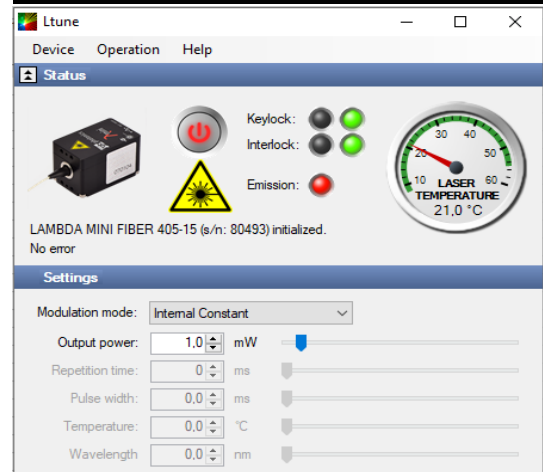 Ltune
Device Operation Help
Status
Keylock:
Interlock:
Emission:
10 20 30 40 50 60
LASER
TEMPERATURE
21,0 °C
LAMBDA MINI FIBER 405-15 (s/n: 80493) initialized.
No error
Settings
Modulation mode: Internal Constant
Output power: 1,0 mW
Repetition time: 0 ms
Pulse width: 0,0 ms
Temperature: 0,0 °C
Wavelength 0,0 nm